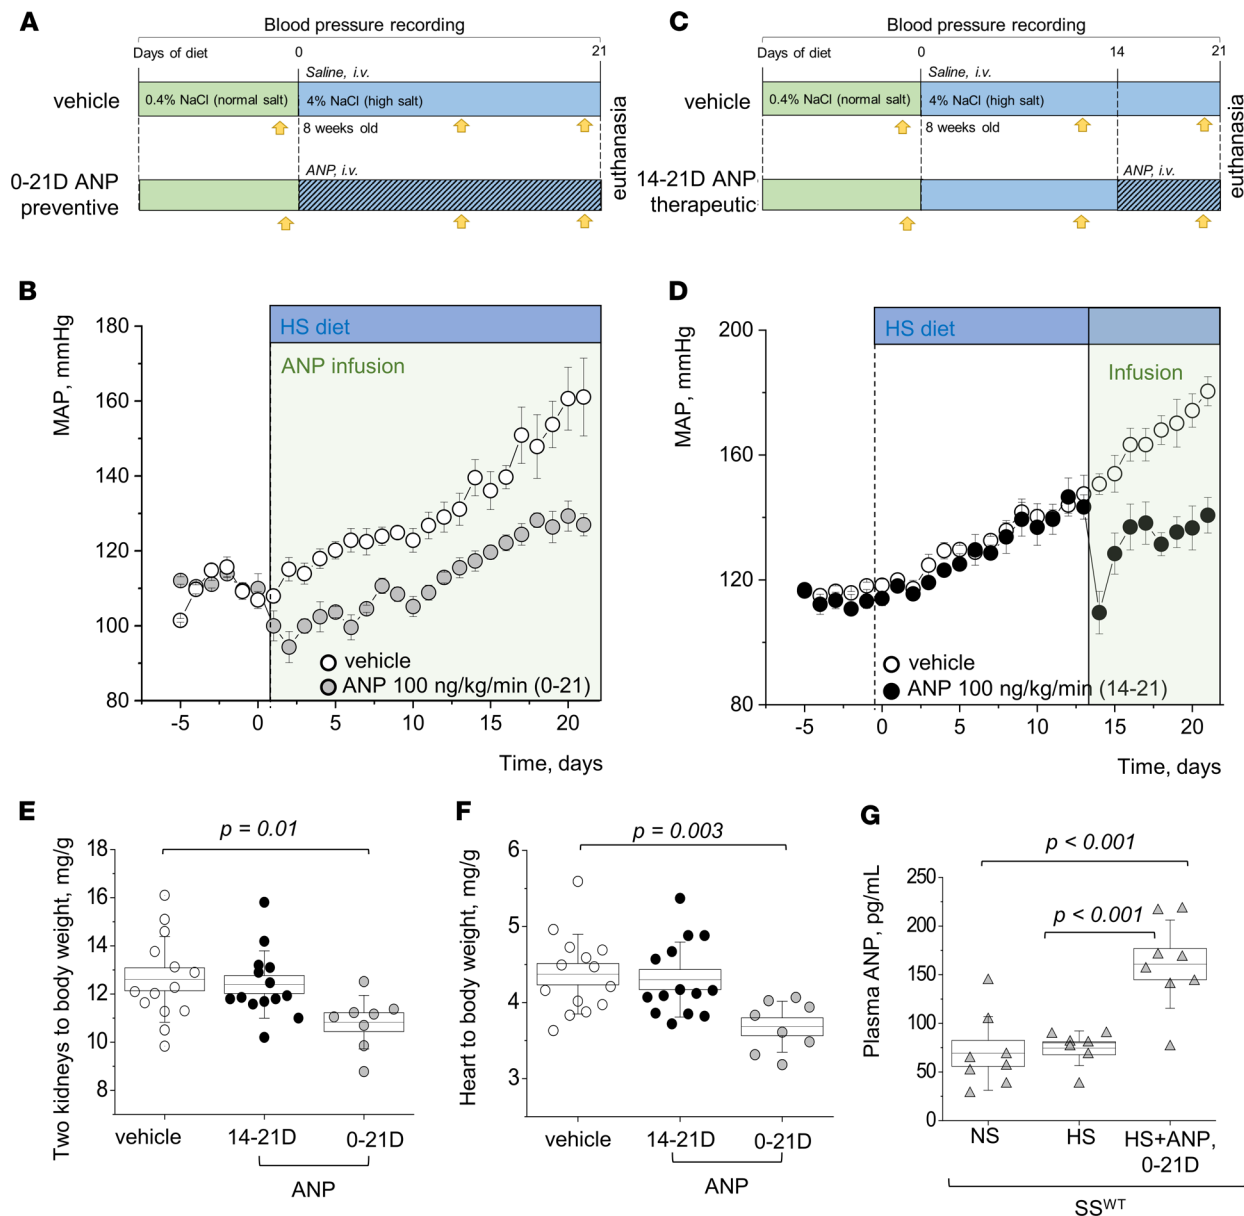 A
Blood pressure recording
Days of diet 0 21
Saline, i.v.
vehicle
0.4% NaCl (normal salt) 4% NaCl (high salt)
8 weeks old
ANP, i.v.
0-21D ANP
preventive
euthanasia
C
Blood pressure recording
Days of diet 0 14 21
Saline, i.v.
vehicle
0.4% NaCl (normal salt) 4% NaCl (high salt)
8 weeks old
ANP, i.v.
14-21D ANP
therapeutic
euthanasia
B
MAP, mmHg
180
160
140
120
100
80
HS diet
ANP infusion
vehicle
ANP 100 ng/kg/min (0-21)
-5 0 5 10 15 20
Time, days
D
MAP, mmHg
200
160
120
80
HS diet
Infusion
vehicle
ANP 100 ng/kg/min (14-21)
-5 0 5 10 15 20
Time, days
E
Two kidneys to body weight, mg/g
18
16
14
12
10
8
p = 0.01
vehicle 14-21D 0-21D
ANP
F
Heart to body weight, mg/g
6
5
4
3
p = 0.003
vehicle 14-21D 0-21D
ANP
G
Plasma ANP, pg/mL
250
200
150
100
50
0
p < 0.001
p < 0.001
NS HS HS+ANP,
0-21D
SSWT